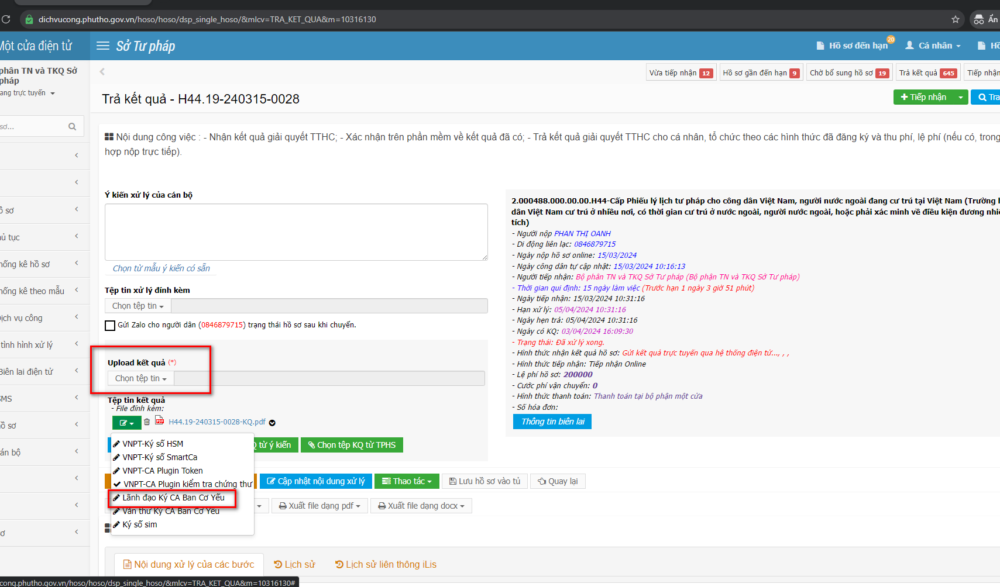 dichvucong.phutho.gov.vn/hoso/hoso/dsp_single_hoso/&mlcv=TRA_KET_QUA&m=10316130
Ẩn
Một cửa điện tử
Sở Tư pháp
Hồ sơ đến hạn 20
Cá nhân
phân TN và TKQ Sở
pháp
ang trực tuyến
Vừa tiếp nhận 12
Hồ sơ gần đến hạn 9
Chờ bổ sung hồ sơ 19
Trả kết quả 645
Tiếp nhận
Trả kết quả - H44.19-240315-0028
Tiếp nhận
Tra
sơ...
Nội dung công việc : - Nhận kết quả giải quyết TTHC; - Xác nhận trên phần mềm về kết quả đã có; - Trả kết quả giải quyết TTHC cho cá nhân, tổ chức theo các hình thức đã đăng ký và thu phí, lệ phí (nếu có, trong
hợp nộp trực tiếp).
ồ sơ
hủ tục
hống kê hồ sơ
hống kê theo mẫu
Dịch vụ công
tình hình xử lý
Biên lai điện tử
SMS
hồ sơ
cán bộ
ơ
Ý kiến xử lý của cán bộ
Chọn từ mẫu ý kiến có sẵn
Tệp tin xử lý đính kèm
Chọn tệp tin
Gửi Zalo cho người dân (0846879715) trạng thái hồ sơ sau khi chuyển.
Upload kết quả (*)
Chọn tệp tin
Tệp tin kết quả
- File đính kèm:
H44.19-240315-0028-KQ.pdf
VNPT-Ký số HSM
VNPT-Ký số SmartCa
VNPT-CA Plugin Token
VNPT-CA Plugin kiểm tra chứng thư
Lãnh đạo Ký CA Ban Cơ Yếu
Văn thư Ký CA Ban Cơ Yếu
Ký số sim
Q từ ý kiến
Chọn tệp KQ từ TPHS
Cập nhật nội dung xử lý
Thao tác
Lưu hồ sơ vào tủ
Quay lại
Xuất file dạng pdf
Xuất file dạng docx
2.000488.000.00.00.H44-Cấp Phiếu lý lịch tư pháp cho công dân Việt Nam, người nước ngoài đang cư trú tại Việt Nam (Trường h
dân Việt Nam cư trú ở nhiều nơi, có thời gian cư trú ở nước ngoài, người nước ngoài, hoặc phải xác minh về điều kiện đương nhiê
tích)
- Người nộp PHAN THỊ OANH
- Di động liên lạc: 0846879715
- Ngày nộp hồ sơ online: 15/03/2024
- Ngày công dân tự cập nhật: 15/03/2024 10:16:13
- Người tiếp nhận: Bộ phân TN và TKQ Sở Tư pháp (Bộ phận TN và TKQ Sở Tư pháp)
- Thời gian qui định: 15 ngày làm việc (Trước hạn 1 ngày 3 giờ 51 phút)
- Ngày tiếp nhận: 15/03/2024 10:31:16
- Hạn xử lý: 05/04/2024 10:31:16
- Ngày hẹn trả: 05/04/2024 10:31:16
- Ngày có KQ: 03/04/2024 16:09:30
- Trạng thái: Đã xử lý xong.
- Hình thức nhận kết quả hồ sơ: Gửi kết quả trực tuyến qua hệ thống điện tử..., , ,
- Hình thức tiếp nhận: Tiếp nhận Online
- Lệ phí hồ sơ: 200000
- Cước phí vận chuyển: 0
- Hình thức thanh toán: Thanh toán tại bộ phận một cửa
- Số hóa đơn:
Thông tin biên lai
Nội dung xử lý của các bước
Lịch sử
Lịch sử liên thông iLis
cong.phutho.gov.vn/hoso/hoso/dsp_single_hoso/&mlcv=TRA_KET_QUA&m=10316130#